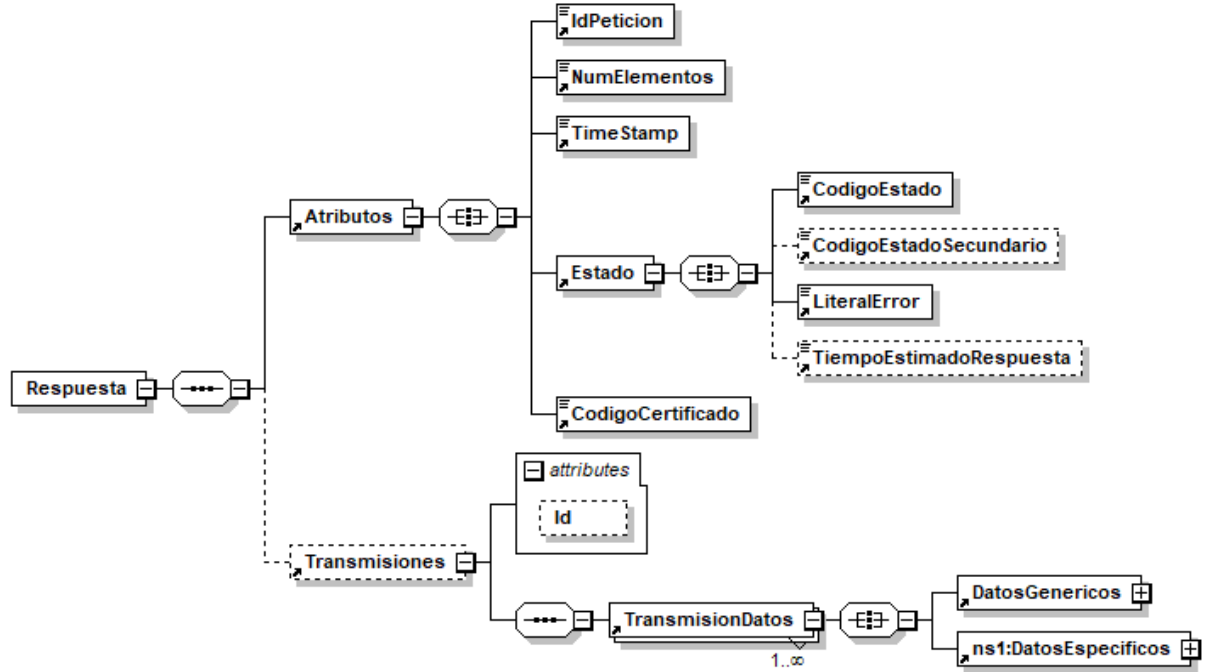 IdPeticion
NumElementos
TimeStamp
CodigoEstado
Atributos
CodigoEstadoSecundario
Estado
LiteralError
TiempoEstimadoRespuesta
Respuesta
CodigoCertificado
attributes
Id
Transmisiones
DatosGenericos
TransmisionDatos
ns1:DatosEspecificos
1..∞